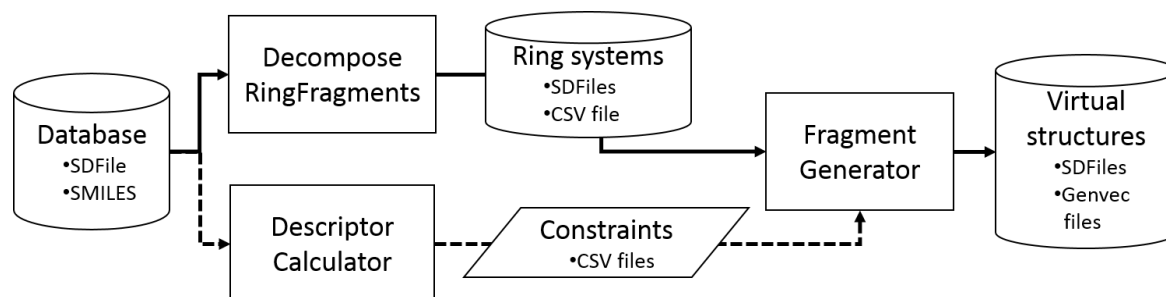 Database
•SDFile
•SMILES
Decompose
RingFragments
Ring systems
•SDFiles
•CSV file
Descriptor
Calculator
Constraints
•CSV files
Fragment
Generator
Virtual
structures
•SDFiles
•Genvec
files